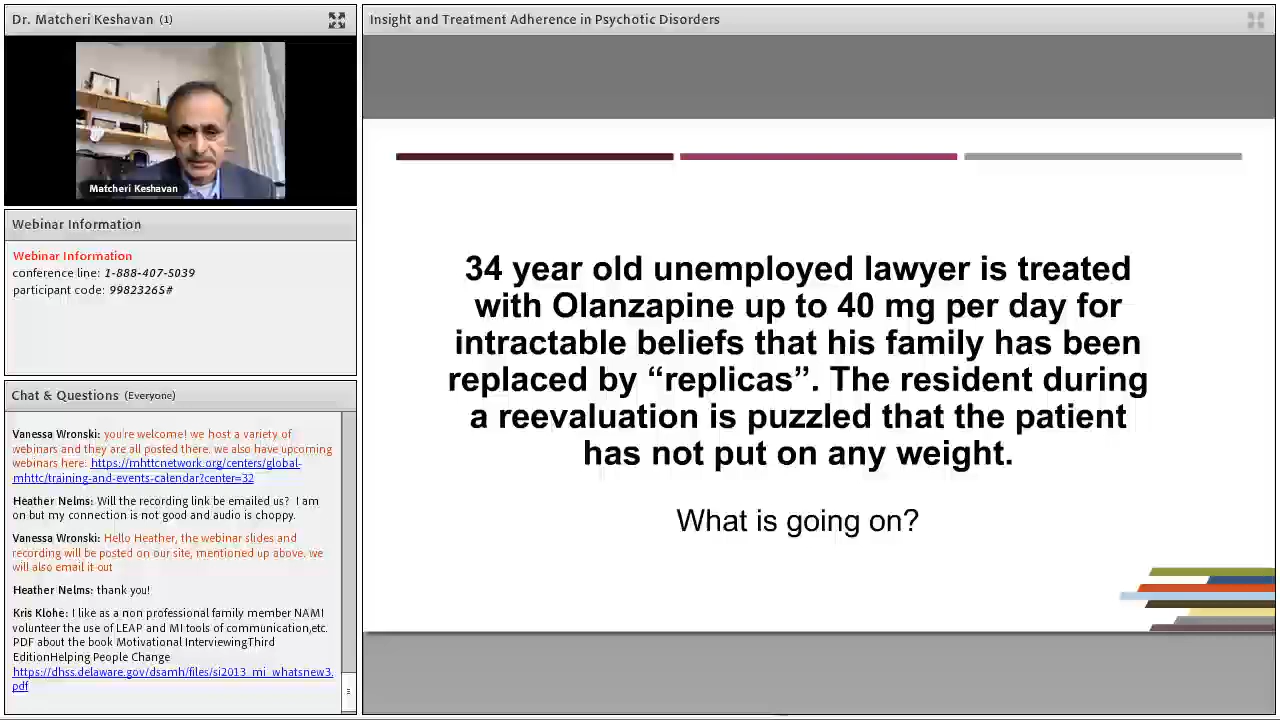 Dr. Matcheri Keshavan (1)
Matcheri Keshavan
Webinar Information
Webinar Information
conference line: 1-888-407-5039
participant code: 99823265#
Chat & Questions (Everyone)
Vanessa Wronski: you're welcome! we host a variety of
webinars and they are all posted there. we also have upcoming
webinars here: https://mhttcnetwork.org/centers/global-
mhttc/training-and-events-calendar?center=32
Heather Nelms: Will the recording link be emailed us? I am
on but my connection is not good and audio is choppy.
Vanessa Wronski: Hello Heather, the webinar slides and
recording will be posted on our site, mentioned up above. we
will also email it out
Heather Nelms: thank you!
Kris Klohe: I like as a non professional family member NAMI
volunteer the use of LEAP and MI tools of communication,etc.
PDF about the book Motivational InterviewingThird
EditionHelping People Change
https://dhss.delaware.gov/dsamh/files/si2013_mi_whatsnew3.
pdf
Insight and Treatment Adherence in Psychotic Disorders
34 year old unemployed lawyer is treated
with Olanzapine up to 40 mg per day for
intractable beliefs that his family has been
replaced by “replicas”. The resident during
a reevaluation is puzzled that the patient
has not put on any weight.
What is going on?